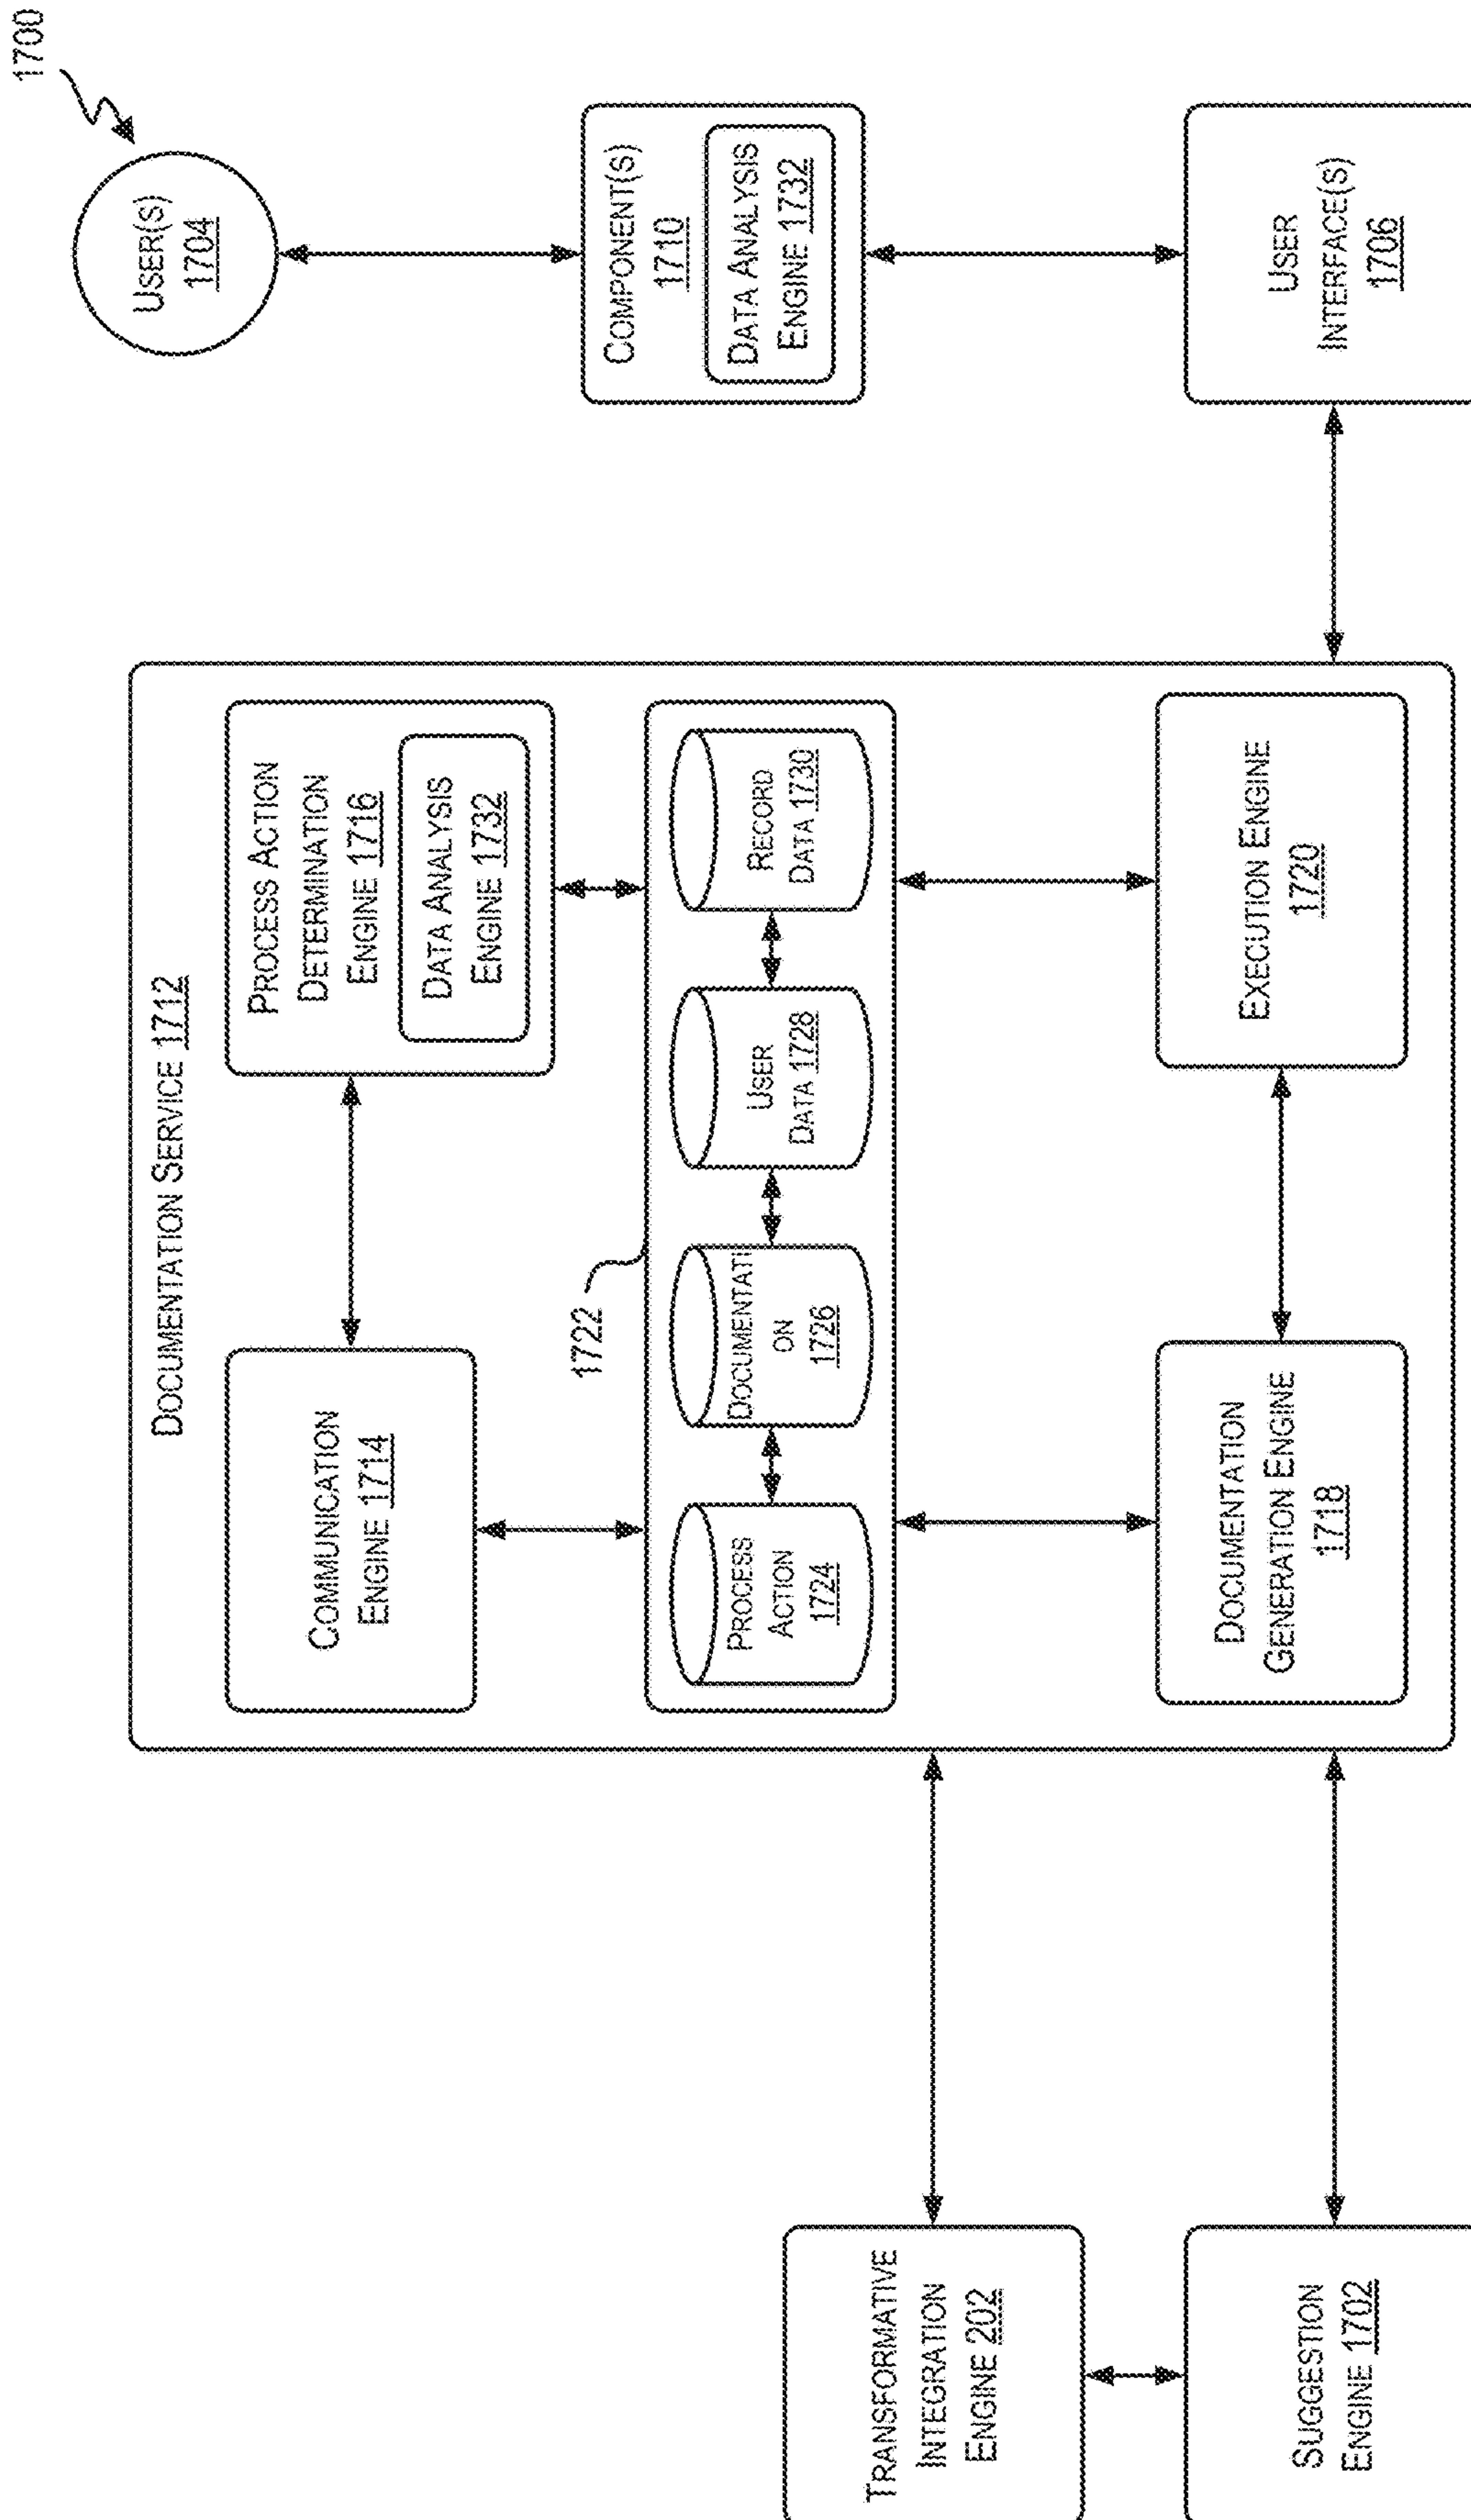 1700
USER(S)
1704
COMPONENT(S)
1710
DATA ANALYSIS
ENGINE 1732
USER
INTERFACE(S)
1706
DOCUMENTATION SERVICE 1712
COMMUNICATION
ENGINE 1714
PROCESS ACTION
DETERMINATION
ENGINE 1716
DATA ANALYSIS
ENGINE 1732
1722
PROCESS
ACTION
1724
DOCUMENTATI
ON
1726
USER
DATA 1728
RECORD
DATA 1730
DOCUMENTATION
GENERATION ENGINE
1718
EXECUTION ENGINE
1720
TRANSFORMATIVE
INTEGRATION
ENGINE 202
SUGGESTION
ENGINE 1702